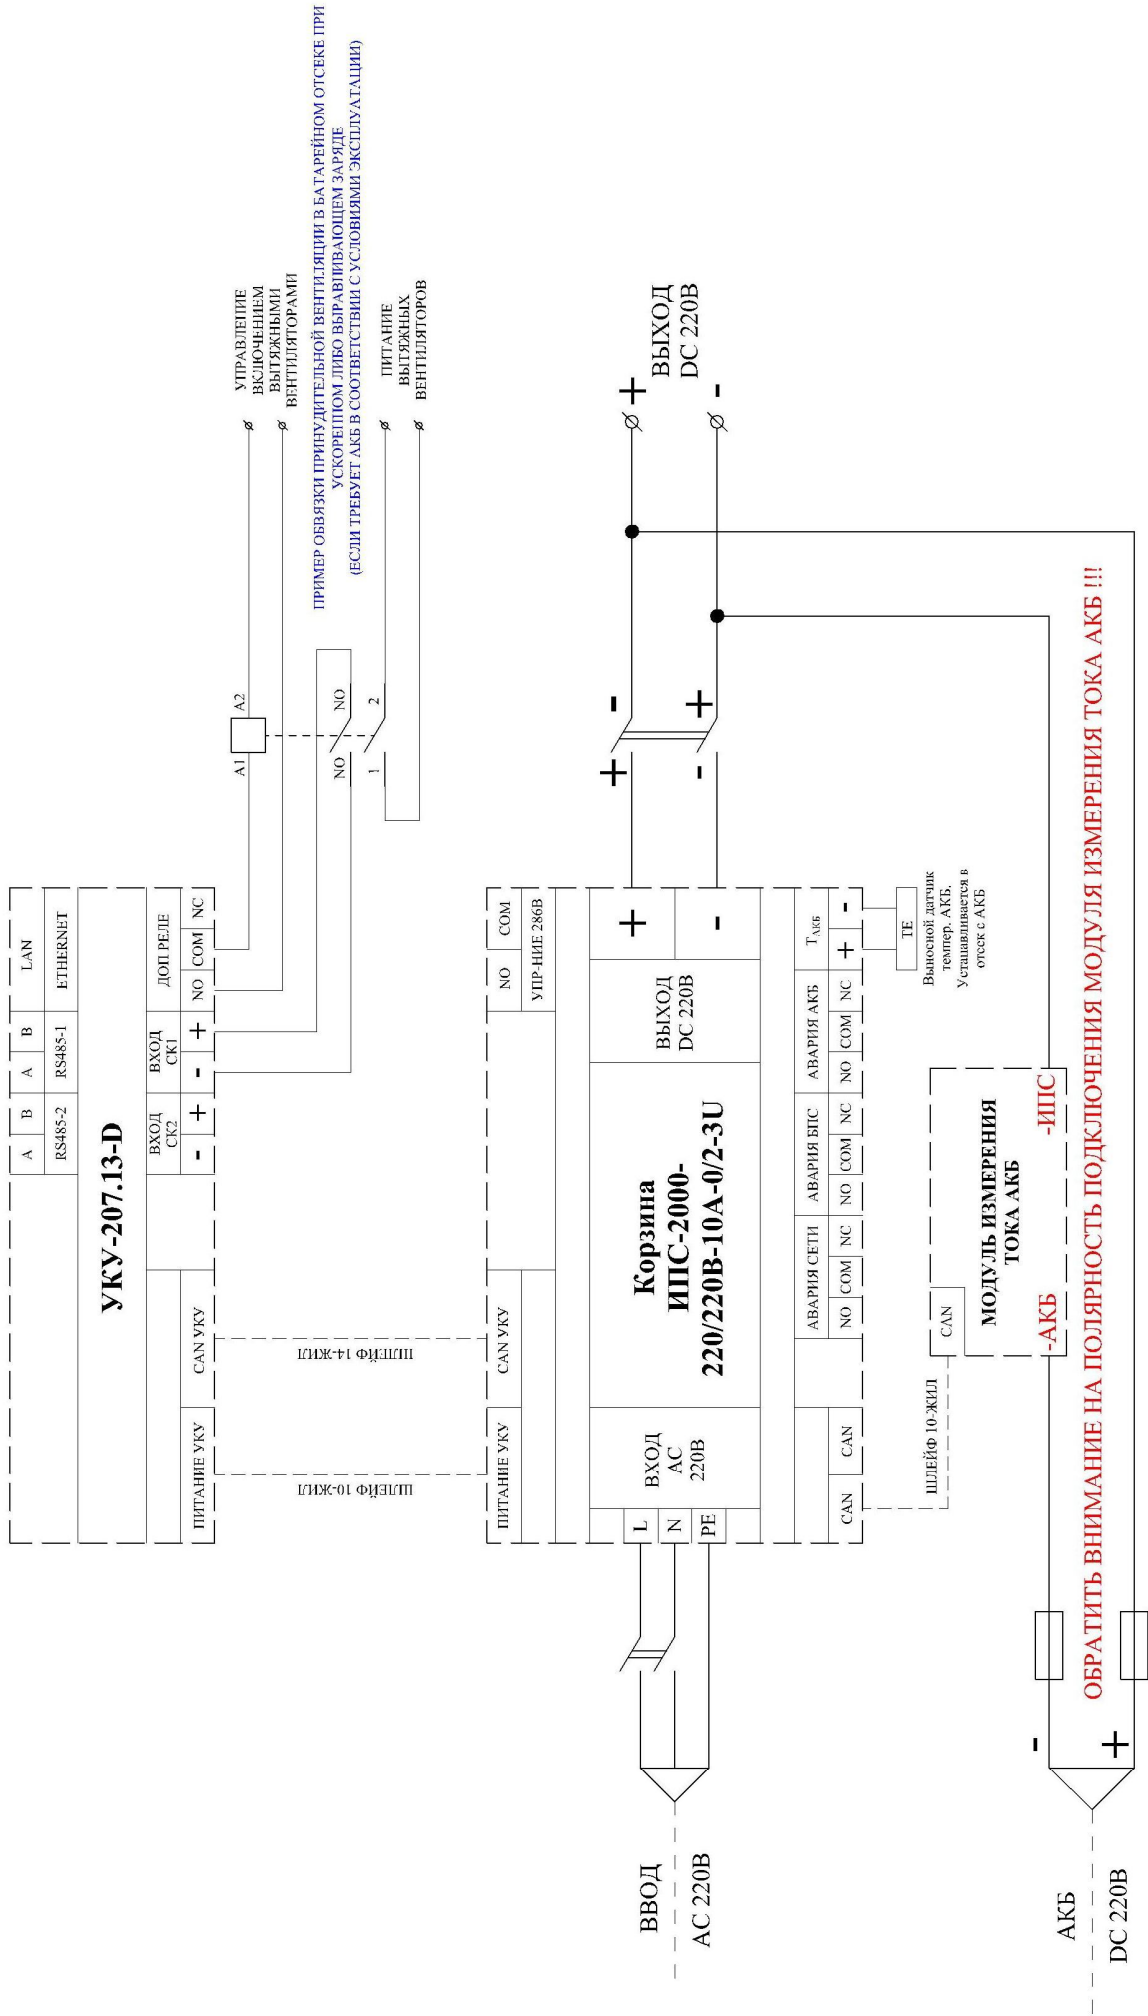 УПРАВЛЕНИЕ
ВКЛЮЧЕНИЕМ
ВЫТЯЖНЫМИ
ВЕНТИЛЯТОРАМИ
ПРИМЕР ОБВЯЗКИ ПРИНУДИТЕЛЬНОЙ ВЕНТИЛЯЦИИ В БАТАРЕЙНОМ ОТСЕКЕ ПРИ
УСКОРЕННОМ ЛИБО ВЫРАВНИВАЮЩЕМ ЗАРЯДЕ
(ЕСЛИ ТРЕБУЕТ АКБ В СООТВЕТСТВИИ С УСЛОВИЯМИ ЭКСПЛУАТАЦИИ)
ПИТАНИЕ
ВЫТЯЖНЫХ
ВЕНТИЛЯТОРОВ
A1 A2
NO NO
1 2
A B A B LAN
RS485-2 RS485-1 ETHERNET
УКУ-207.13-D
ВХОД
СК2
ВХОД
СК1
ДОП РЕЛЕ
ПИТАНИЕ УКУ CAN УКУ - + - + NO COM NC
ШЛЕЙФ 10-ЖИЛ
ШЛЕЙФ 14-ЖИЛ
ПИТАНИЕ УКУ CAN УКУ
NO COM
УПР-НИЕ 286В
L
N
PE
ВХОД
AC
220В
Корзина
ИПС-2000-
220/220В-10А-0/2-3U
ВЫХОД
DC 220В
+
-
+ -
- +
+
-
ВЫХОД
DC 220В
АВАРИЯ СЕТИ АВАРИЯ БПС АВАРИЯ АКБ ТАКБ
CAN CAN NO COM NC NO COM NC NO COM NC + -
TE
Выносной датчик
темпер. АКБ.
Устанавливается в
отсек с АКБ
ШЛЕЙФ 10-ЖИЛ
CAN
МОДУЛЬ ИЗМЕРЕНИЯ
ТОКА АКБ
-АКБ -ИПС
ОБРАТИТЬ ВНИМАНИЕ НА ПОЛЯРНОСТЬ ПОДКЛЮЧЕНИЯ МОДУЛЯ ИЗМЕРЕНИЯ ТОКА АКБ !!!
ВВОД
AC 220В
-
+
АКБ
DC 220В